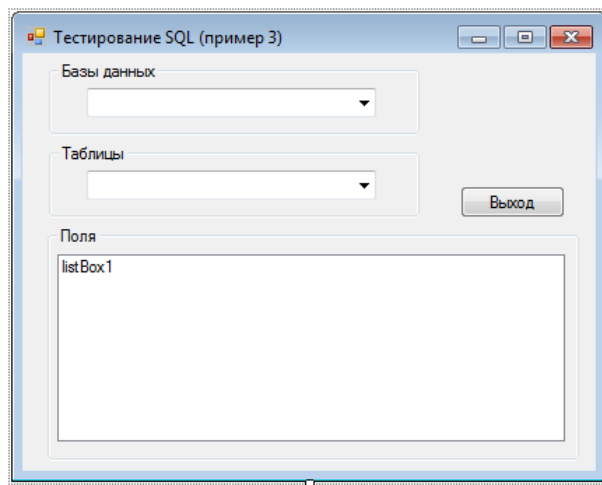 Тестирование SQL (пример 3)
Базы данных
Таблицы
Выход
Поля
listBox1